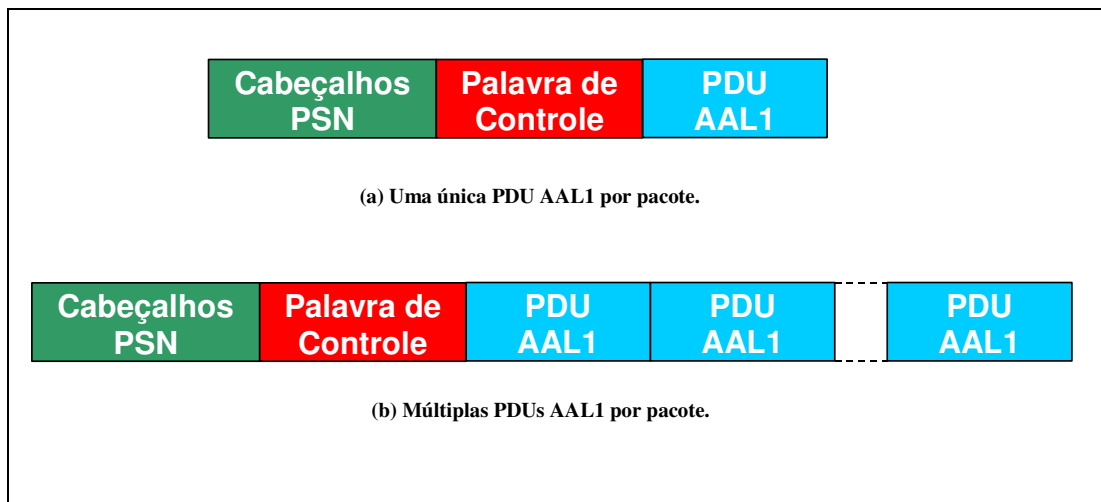 Cabeçalhos PSN
Palavra de Controle
PDU AAL1
(a) Uma única PDU AAL1 por pacote.
Cabeçalhos PSN
Palavra de Controle
PDU AAL1
PDU AAL1
PDU AAL1
(b) Múltiplas PDUs AAL1 por pacote.